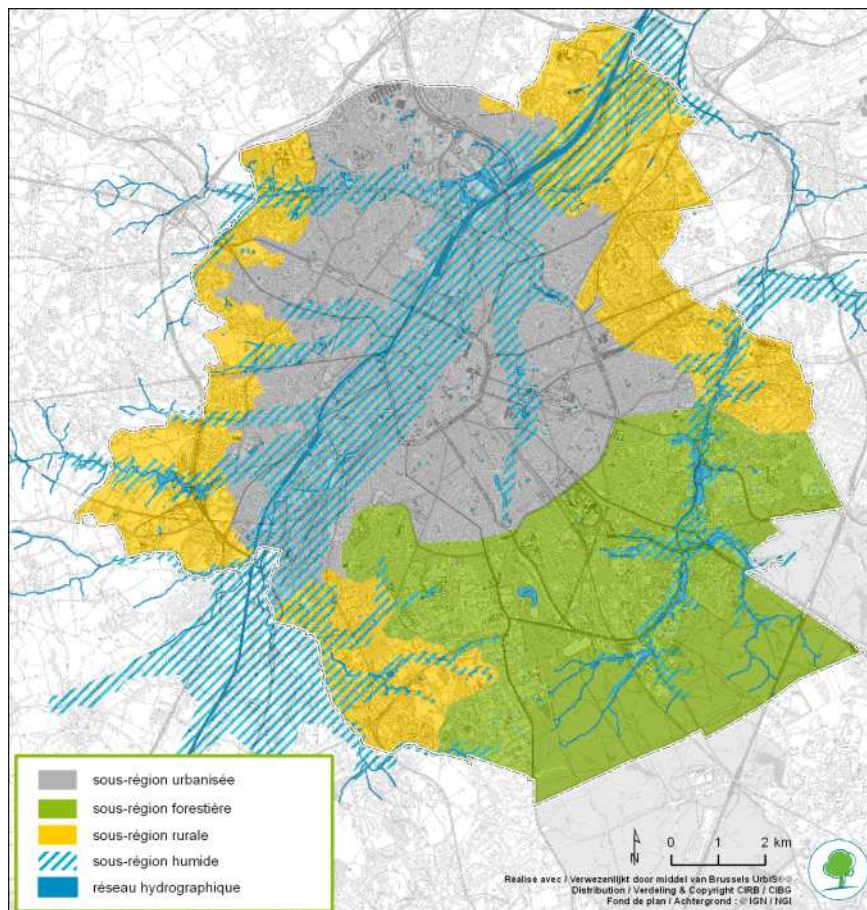 sous-région urbanisée
sous-région forestière
sous-région rurale
sous-région humide
réseau hydrographique
N
0 1 2 km
Réalisé avec / Verwezenlijkt door middel van Brussels UrbIS®©
Distribution / Verdeling & Copyright CIRB / CIBG
Fond de plan / Achtergrond : © IGN / NGI